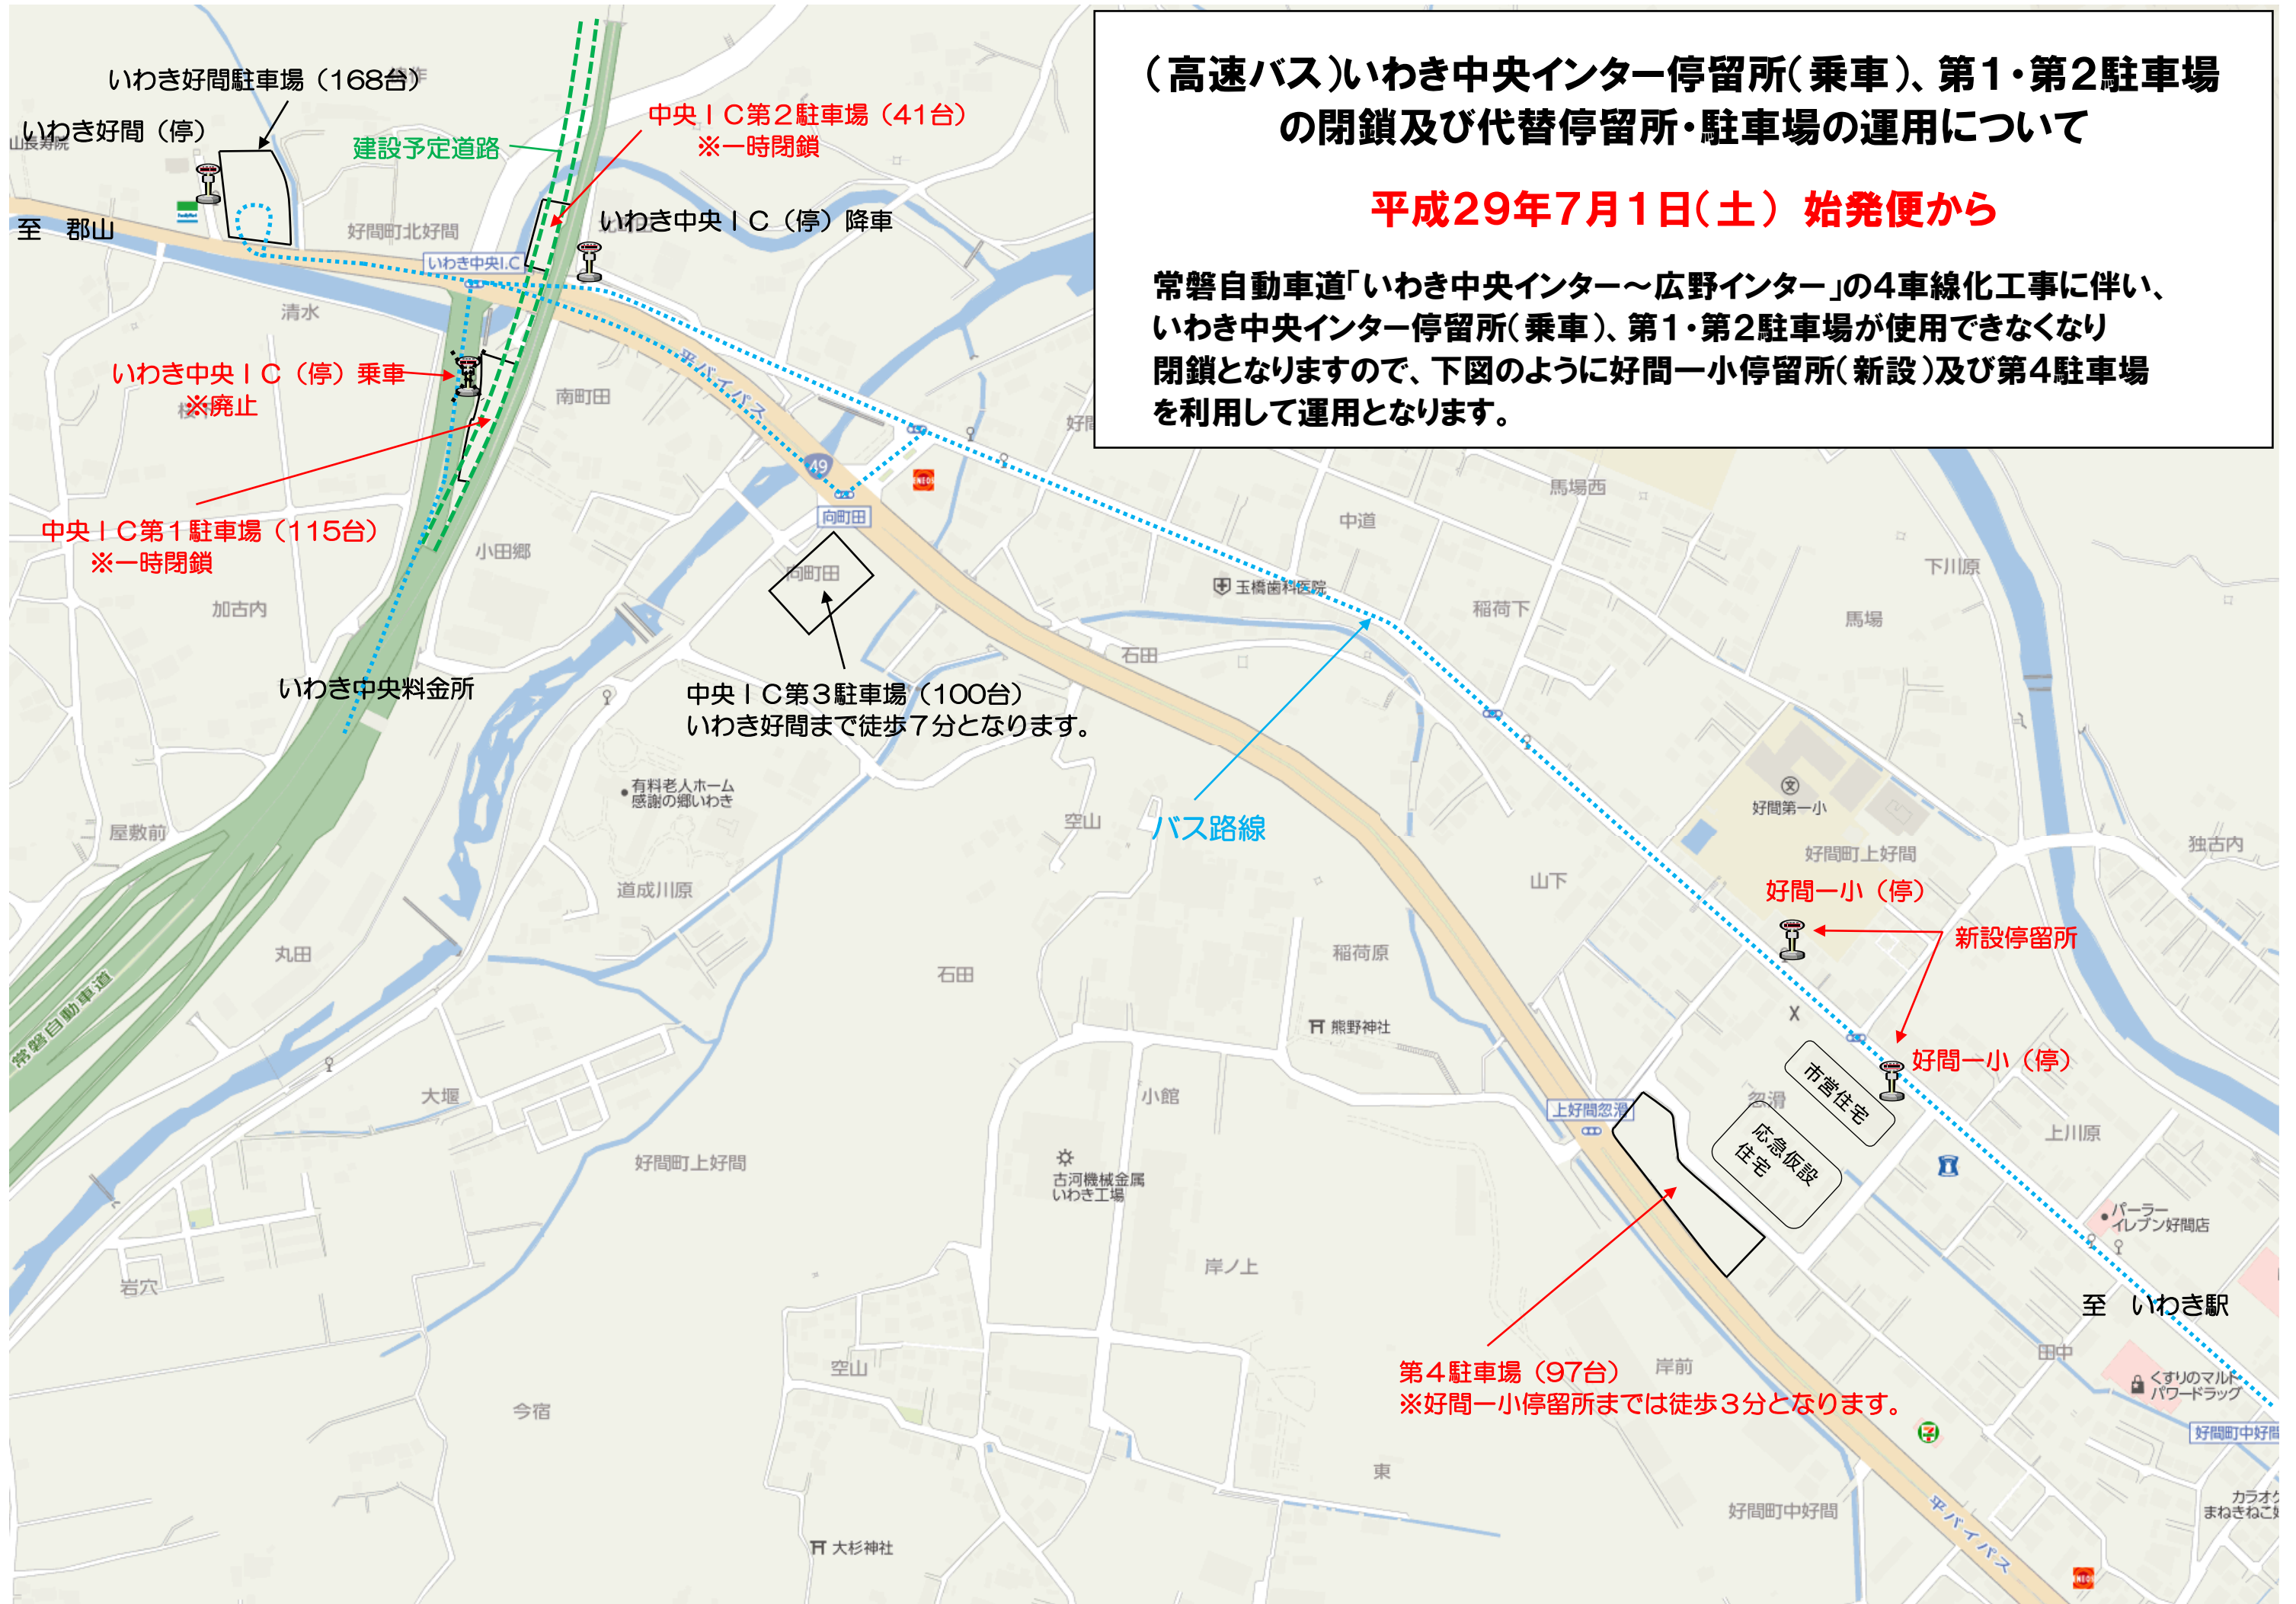 (高速バス)いわき中央インター停留所(乗車)、第1・第2駐車場
の閉鎖及び代替停留所・駐車場の運用について
平成29年7月1日(土) 始発便から
常磐自動車道「いわき中央インター～広野インター」の4車線化工事に伴い、
いわき中央インター停留所(乗車)、第1・第2駐車場が使用できなくなり
閉鎖となりますので、下図のように好間一小停留所(新設)及び第4駐車場
を利用して運用となります。
いわき好間駐車場（168台）
いわき好間（停）
山長寿院
建設予定道路
中央ＩＣ第２駐車場（41台）
※一時閉鎖
FamilyMart
至　郡山
好間町北好間
いわき中央ＩＣ（停）降車
いわき中央I.C
清水
いわき中央ＩＣ（停）乗車
※廃止
南町田
平バイパス
49
ENEOS
向町田
中央ＩＣ第１駐車場（115台）
※一時閉鎖
小田郷
向町田
加古内
馬場西
中道
下川原
玉橋歯科医院
稲荷下
馬場
石田
いわき中央料金所
中央ＩＣ第３駐車場（100台）
いわき好間まで徒歩７分となります。
有料老人ホーム
感謝の郷いわき
屋敷前
空山
バス路線
文
好間第一小
独古内
好間町上好間
道成川原
山下
好間一小（停）
新設停留所
丸田
石田
稲荷原
常磐自動車道
熊野神社
X
好間一小（停）
市営住宅
忽滑
大堰
小館
上好間忽滑
応急仮設
住宅
上川原
好間町上好間
古河機械金属
いわき工場
パーラー
イレブン好間店
岩穴
岸ノ上
至　いわき駅
空山
第４駐車場（97台）
※好間一小停留所までは徒歩３分となります。
岸前
田中
くすりのマルト
パワードラッグ
今宿
好間町中好間
東
好間町中好間
カラオケ
まねきねこ
平バイパス
大杉神社
ENEOS